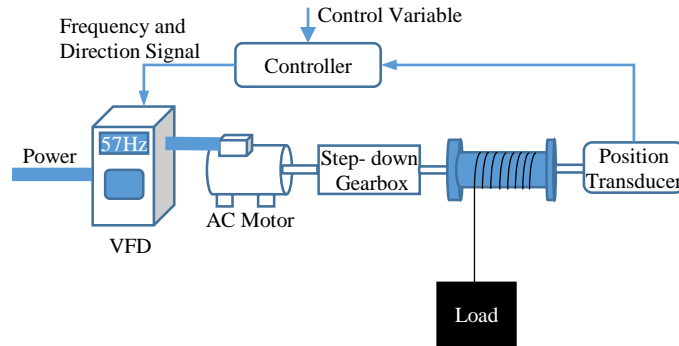 Control Variable
Frequency and
Direction Signal
Controller
57Hz
Power
Step- down
Gearbox
Position
Transducer
AC Motor
VFD
Load